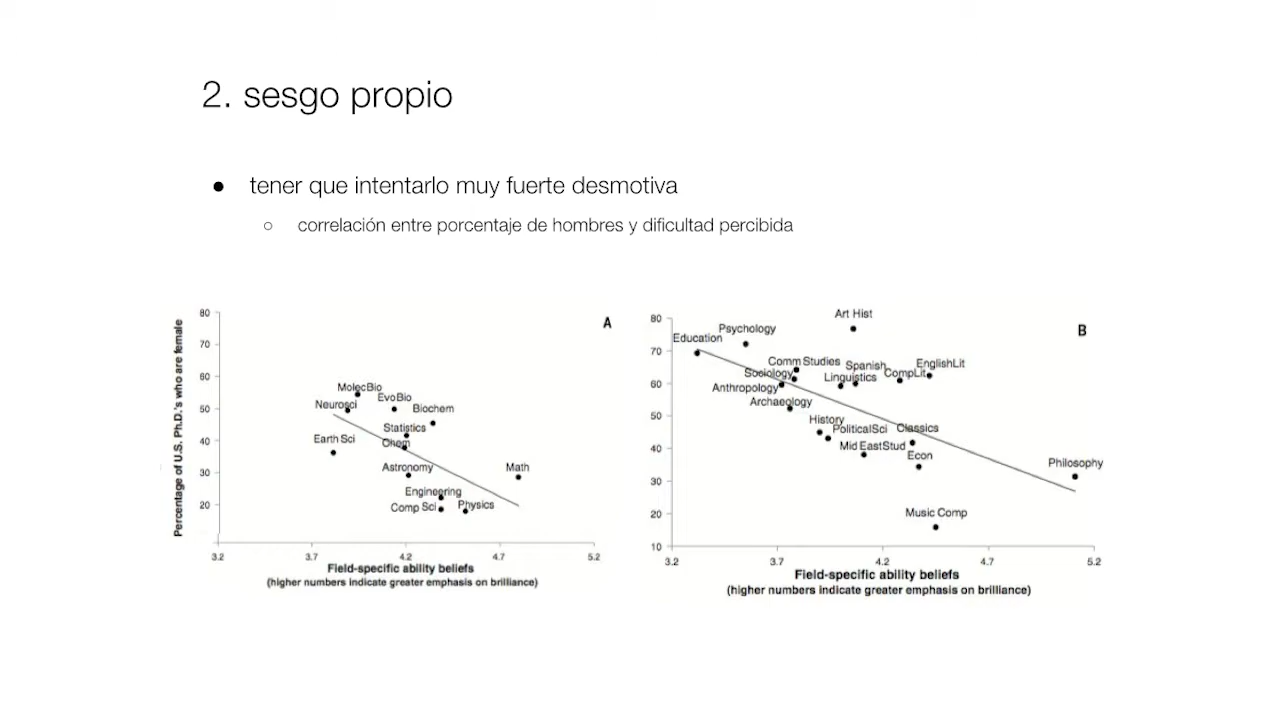 2. sesgo propio
● tener que intentarlo muy fuerte desmotiva
○ correlación entre porcentaje de hombres y dificultad percibida
A
Percentage of U.S. Ph.D.'s who are female
80
70
60
50
40
30
20
MolecBio
EvoBio
Neurosci
Biochem
Statistics
Earth Sci
Chem
Astronomy
Math
Engineering
Comp Sci
Physics
3.2 3.7 4.2 4.7 5.2
Field-specific ability beliefs
(higher numbers indicate greater emphasis on brilliance)
B
80
70
60
50
40
30
20
10
Art Hist
Psychology
Education
Comm Studies
Spanish
EnglishLit
Sociology
Linguistics
CompLit
Anthropology
Archaeology
History
PoliticalSci
Classics
Mid EastStud
Econ
Philosophy
Music Comp
3.2 3.7 4.2 4.7 5.2
Field-specific ability beliefs
(higher numbers indicate greater emphasis on brilliance)